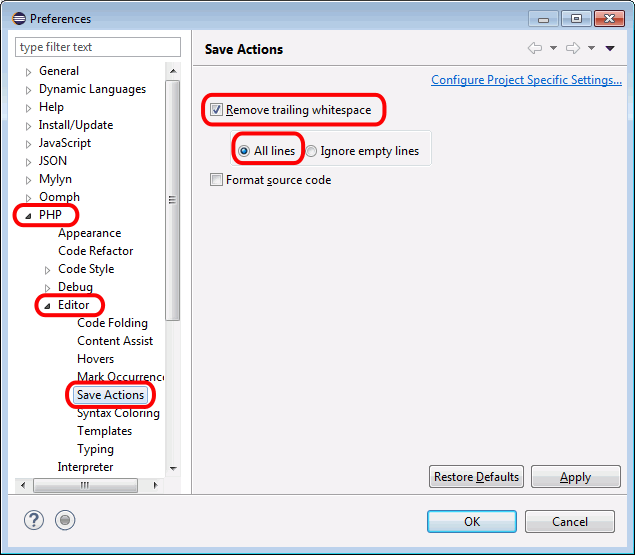 Preferences
type filter text
General
Dynamic Languages
Help
Install/Update
JavaScript
JSON
Mylyn
Oomph
PHP
Appearance
Code Refactor
Code Style
Debug
Editor
Code Folding
Content Assist
Hovers
Mark Occurrence
Save Actions
Syntax Coloring
Templates
Typing
Interpreter
Save Actions
Configure Project Specific Settings...
Remove trailing whitespace
All lines Ignore empty lines
Format source code
Restore Defaults Apply
? OK Cancel